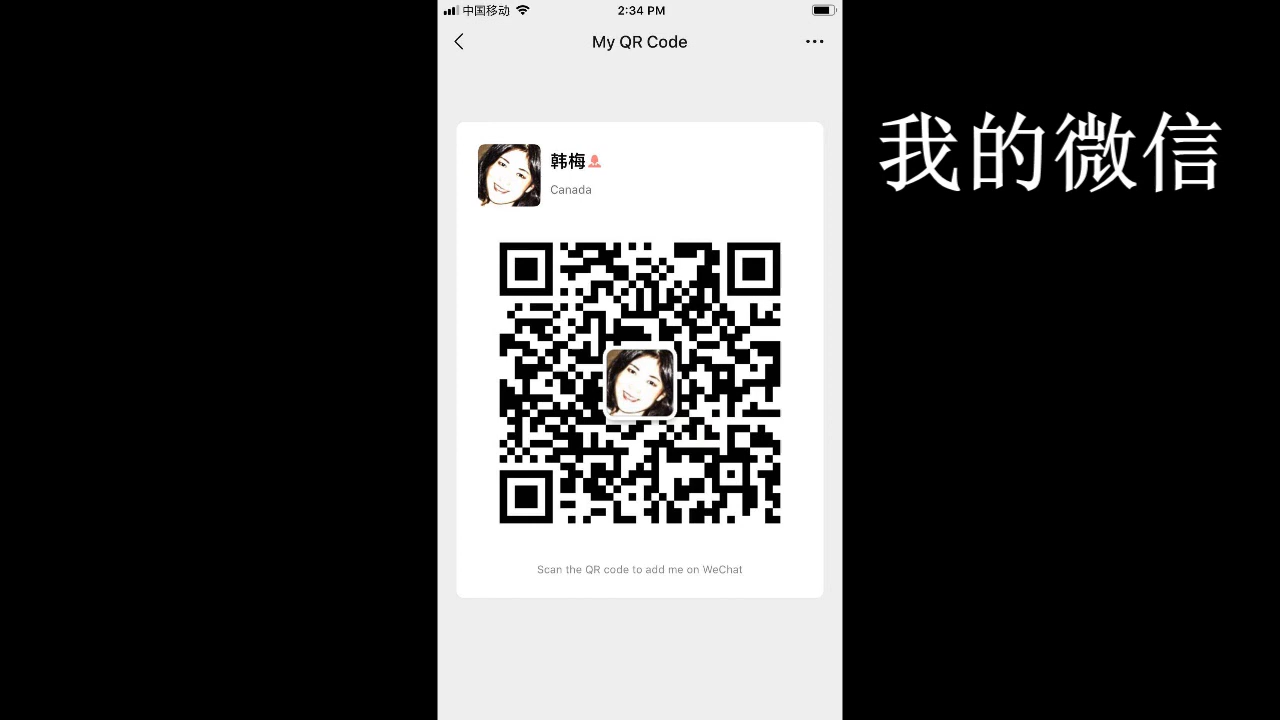 中国移动
2:34 PM
My QR Code
我的微信
韩梅
Canada
Scan the QR code to add me on WeChat